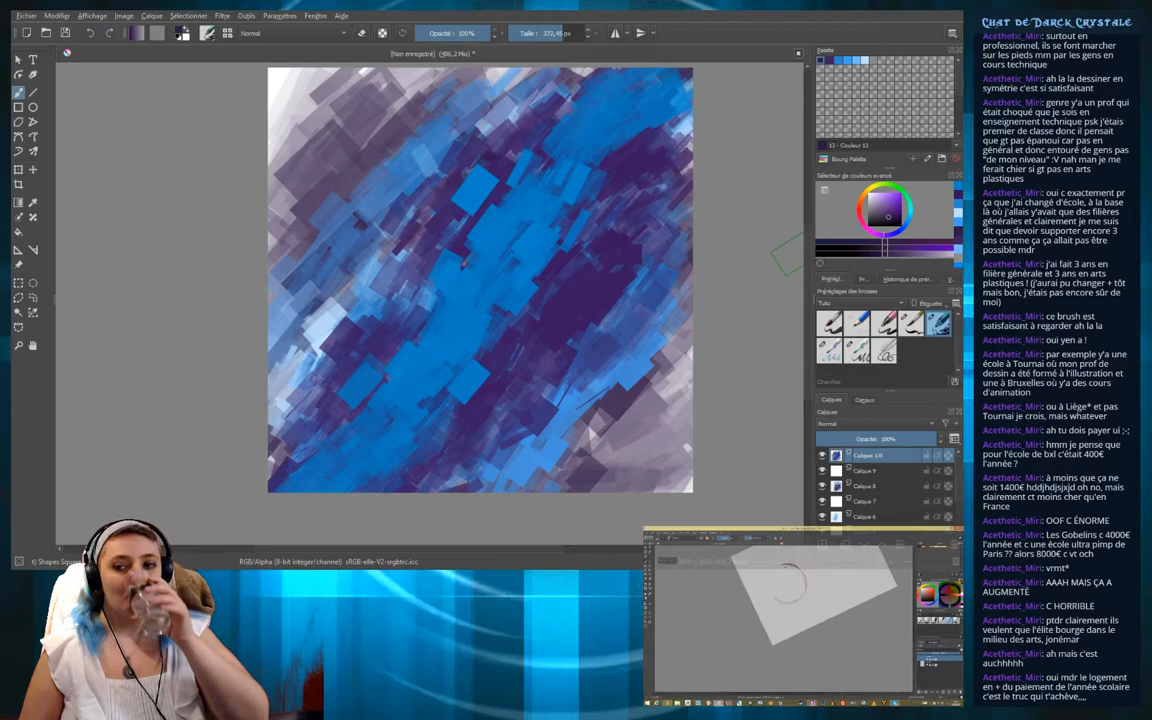 Fichier Modifier Affichage Image Calque Sélectionner Filtre Outils Paramètres Fenêtre Aide
Normal
Opacité : 100%
Taille : 372,45 px
[Non enregistré] (486,2 Mio) *
Palette
13 - Couleur 13
Bourg Palette
Sélecteur de couleurs avancé
Préréglages des brosses
Tuto
Étiquette
Chercher
Calques Canaux
Calques
Normal
Opacité: 100%
Calque 10
Calque 9
Calque 8
Calque 7
Calque 6
RGB/Alpha (8-bit integer/channel) sRGB-elle-V2-srgbtrc.icc
Chat de Darck Crystale
Acethetic_Miri: surtout en
professionnel, ils se font marcher
sur les pieds mm par les gens en
cours technique
Acethetic_Miri: ah la la dessiner en
symétrie c'est si satisfaisant
Acethetic_Miri: genre y'a un prof qui
était choqué que je sois en
enseignement technique psk j'étais
premier de classe donc il pensait
que gt pas épanoui car pas en
général et donc entouré de gens pas
"de mon niveau" :V nah man je me
ferait chier si gt pas en arts
plastiques
Acethetic_Miri: oui c exactement pr
ça que j'ai changé d'école, à la base
là où j'allais y'avait que des filières
générales et clairement je me suis
dit que devoir supporter encore 3
ans comme ça ça allait pas être
possible mdr
Acethetic_Miri: j'ai fait 3 ans en
filière générale et 3 ans en arts
plastiques ! (j'aurai pu changer + tôt
mais bon, j'étais pas encore sûr de
moi)
Acethetic_Miri: ce brush est
satisfaisant à regarder ah la la
Acethetic_Miri: oui yen a !
Acethetic_Miri: par exemple y'a une
école à Tournai où mon prof de
dessin a été formé à l'illustration et
une à Bruxelles où y'a des cours
d'animation
Acethetic_Miri: ou à Liège* et pas
Tournai je crois, mais whatever
Acethetic_Miri: ah tu dois payer ui ;-;
Acethetic_Miri: hmm je pense que
pour l'école de bxl c'était 400€
l'année ?
Acethetic_Miri: à moins que ça ne
soit 1400€ hddjhdjsjxjd oh no, mais
clairement ct moins cher qu'en
France
Acethetic_Miri: OOF C ÉNORME
Acethetic_Miri: Les Gobelins c 4000€
l'année et c une école ultra pimp de
Paris ?? alors 8000€ c vt och
Acethetic_Miri: vrmt*
Acethetic_Miri: AAAH MAIS ÇA A
AUGMENTÉ
Acethetic_Miri: C HORRIBLE
Acethetic_Miri: ptdr clairement ils
veulent que l'élite bourge dans le
milieu des arts, jonémar
Acethetic_Miri: ah mais c'est
auchhhhh
Acethetic_Miri: oui mdr le logement
en + du paiement de l'année scolaire
c'est le truc qui t'achève,,,,